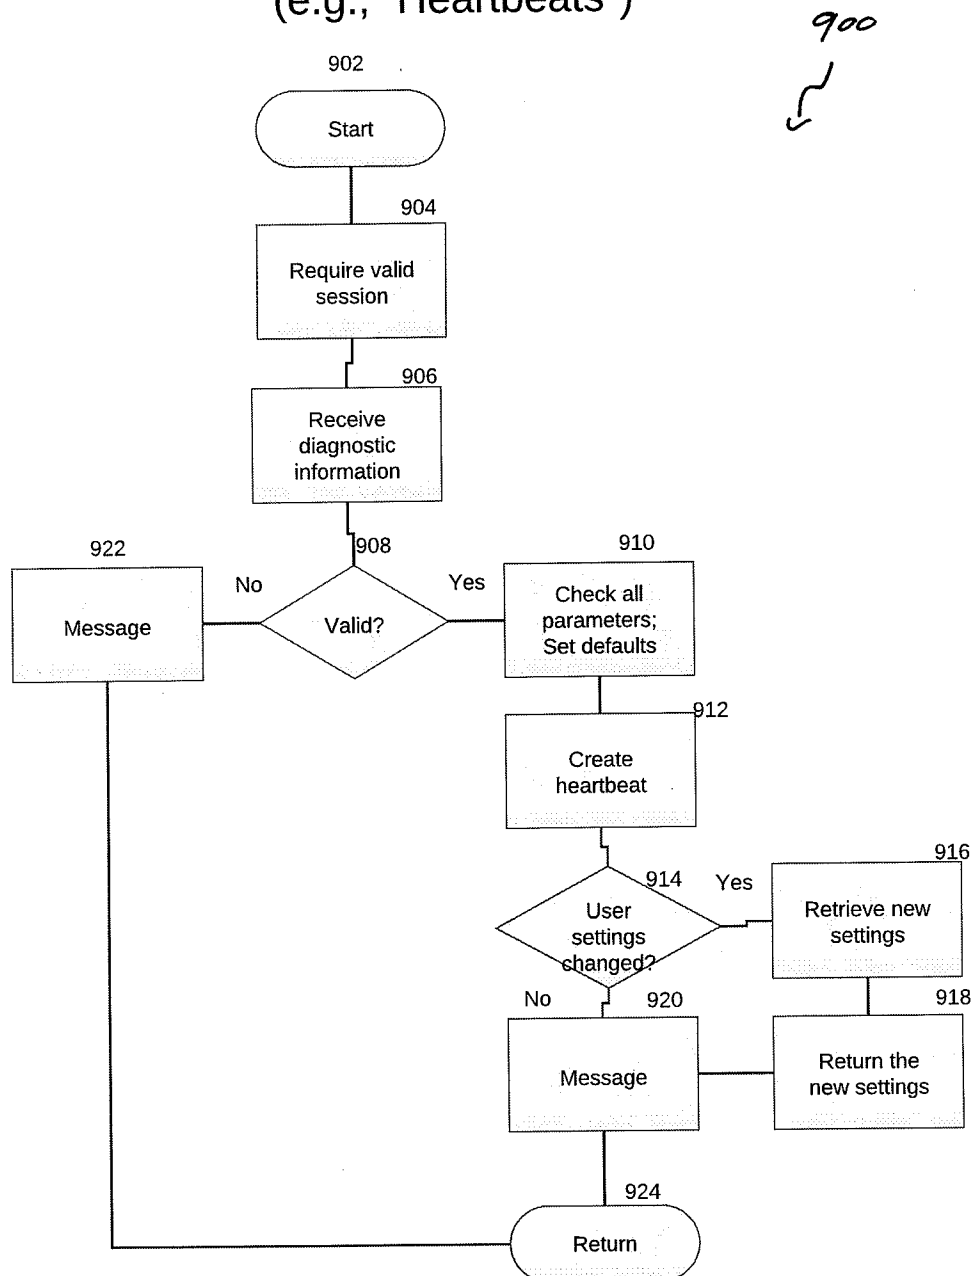 (e.g., "Heartbeats")
900
902
Start
904
Require valid
session
906
Receive
diagnostic
information
908
Valid?
No
Yes
922
Message
910
Check all
parameters;
Set defaults
912
Create
heartbeat
914
User
settings
changed?
Yes
No
916
Retrieve new
settings
918
Return the
new settings
920
Message
924
Return